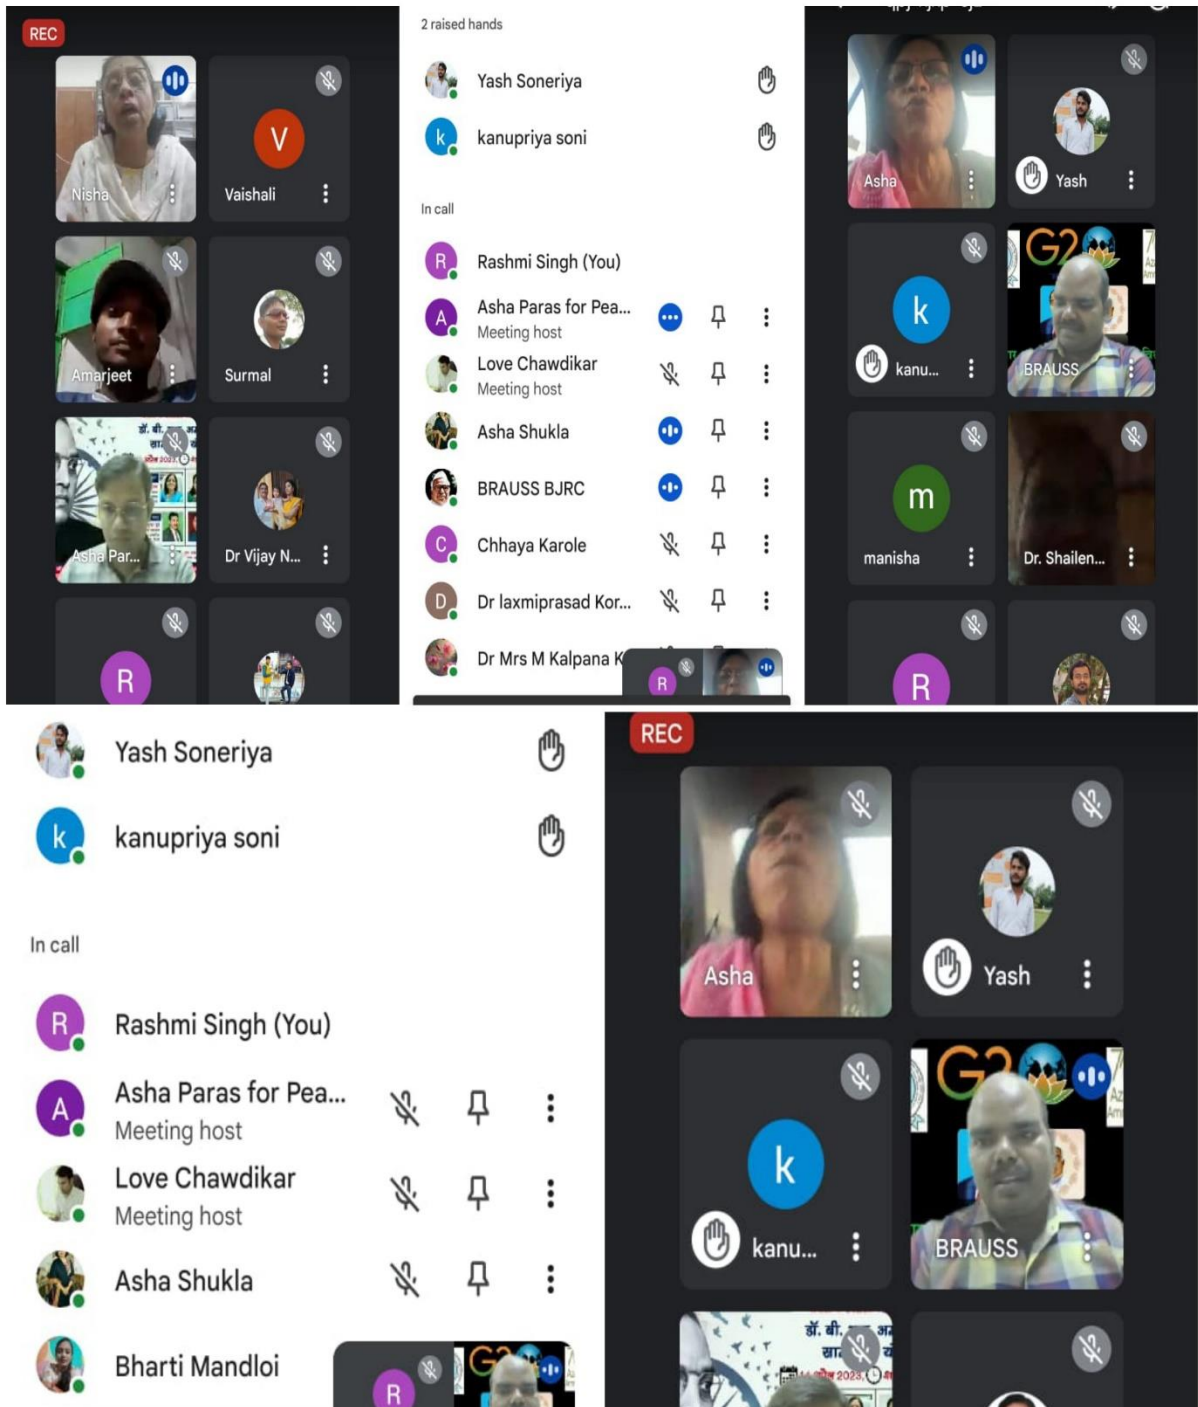 REC
Nisha
V
Vaishali
Amarjeet
Surmal
डॉ. बी.
Asha Par...
Dr Vijay N...
R
2 raised hands
Yash Soneriya
k
kanupriya soni
In call
R
Rashmi Singh (You)
A
Asha Paras for Pea...
Meeting host
Love Chawdikar
Meeting host
Asha Shukla
BRAUSS BJRC
C
Chhaya Karole
D
Dr laxmiprasad Kor...
Dr Mrs M Kalpana K
R
Asha
Yash
k
kanu...
G2
BRAUSS
m
manisha
Dr. Shailen...
R
Yash Soneriya
k
kanupriya soni
In call
R
Rashmi Singh (You)
A
Asha Paras for Pea...
Meeting host
Love Chawdikar
Meeting host
Asha Shukla
Bharti Mandloi
R
G
REC
Asha
Yash
k
kanu...
G2
BRAUSS
डॉ. बी.
2023,